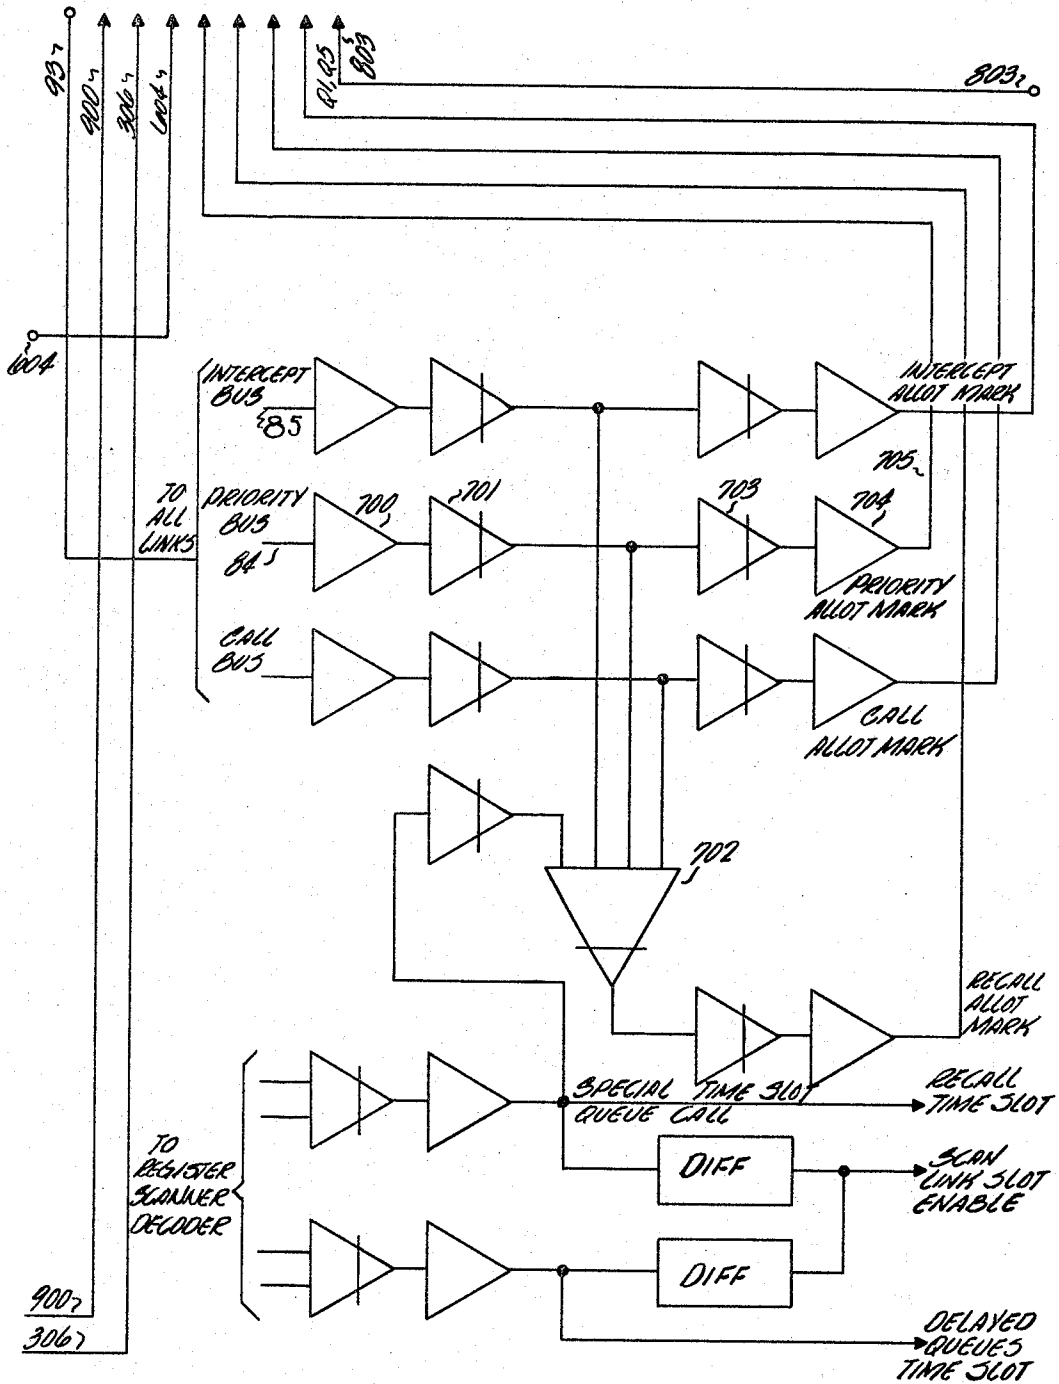 93
900
306
604
Q1, Q5
803
803
604
INTERCEPT
BUS
85
INTERCEPT
ALLOT MARK
705
TO
ALL
LINKS
PRIORITY
BUS
84
700
701
703
704
PRIORITY
ALLOT MARK
CALL
BUS
CALL
ALLOT MARK
702
RECALL
ALLOT
MARK
SPECIAL TIME SLOT
QUEUE CALL
RECALL
TIME SLOT
TO
REGISTER
SCANNER
DECODER
DIFF
SCAN
LINK SLOT
ENABLE
DIFF
900
306
DELAYED
QUEUES
TIME SLOT